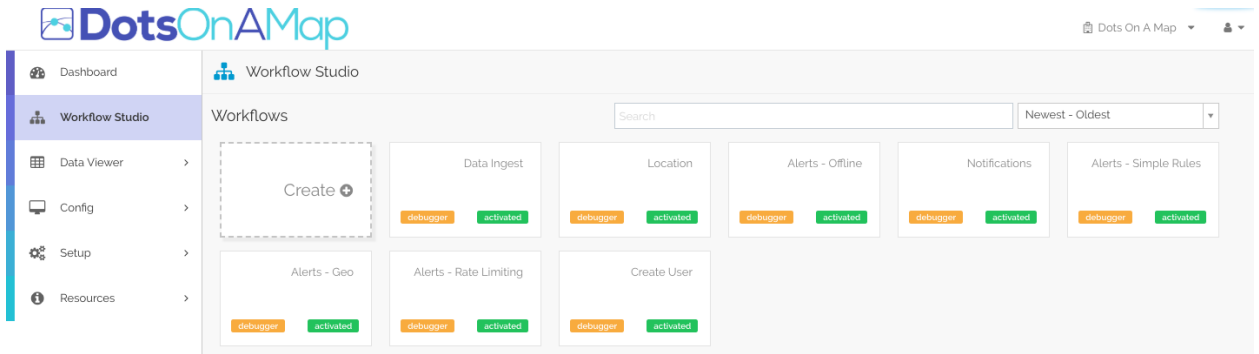 DotsOnAMap
Dots On A Map
Dashboard
Workflow Studio
Data Viewer
Config
Setup
Resources
Workflow Studio
Workflows
Search
Newest - Oldest
Create
Data Ingest
debugger activated
Location
debugger activated
Alerts - Offline
debugger activated
Notifications
debugger activated
Alerts - Simple Rules
debugger activated
Alerts - Geo
debugger activated
Alerts - Rate Limiting
debugger activated
Create User
debugger activated